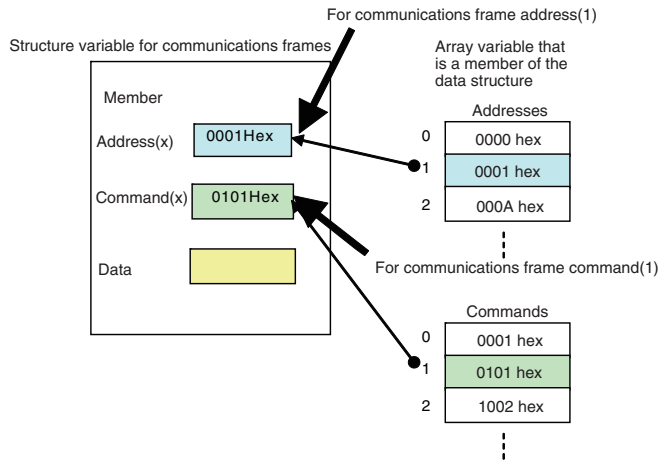 For communications frame address(1)
Structure variable for communications frames
Array variable that
is a member of the
data structure
Member
Address(x)
0001Hex
Command(x)
0101Hex
Data
Addresses
0
0000 hex
1
0001 hex
2
000A hex
For communications frame command(1)
Commands
0
0001 hex
1
0101 hex
2
1002 hex